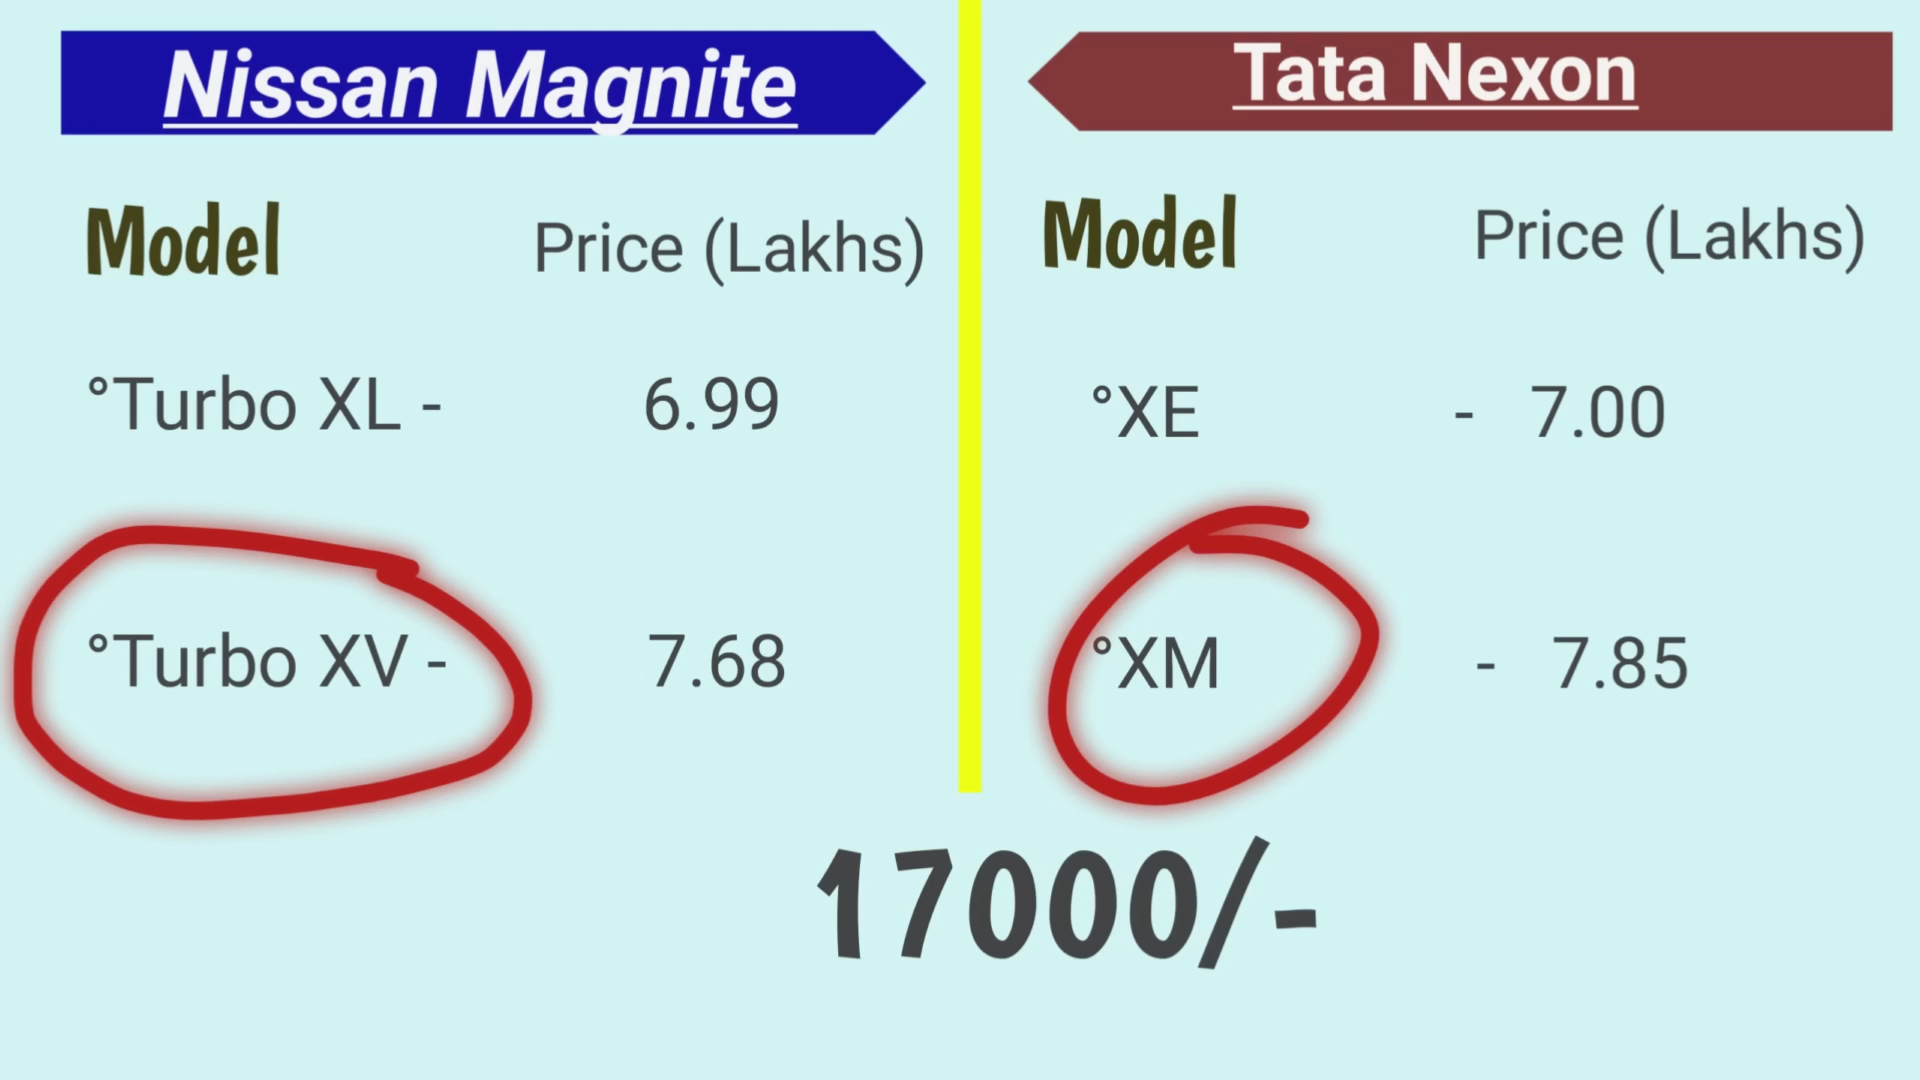 Nissan Magnite
Model Price (Lakhs)
°Turbo XL - 6.99
°Turbo XV - 7.68
Tata Nexon
Model Price (Lakhs)
°XE - 7.00
°XM - 7.85
17000/-